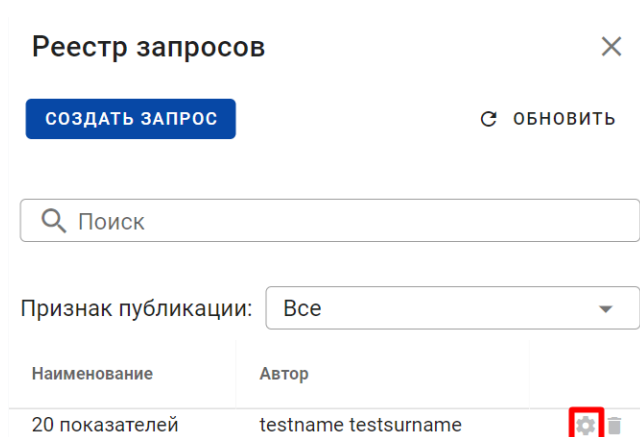 Реестр запросов
СОЗДАТЬ ЗАПРОС ОБНОВИТЬ
Поиск
Признак публикации: Все
Наименование Автор
20 показателей testname testsurname